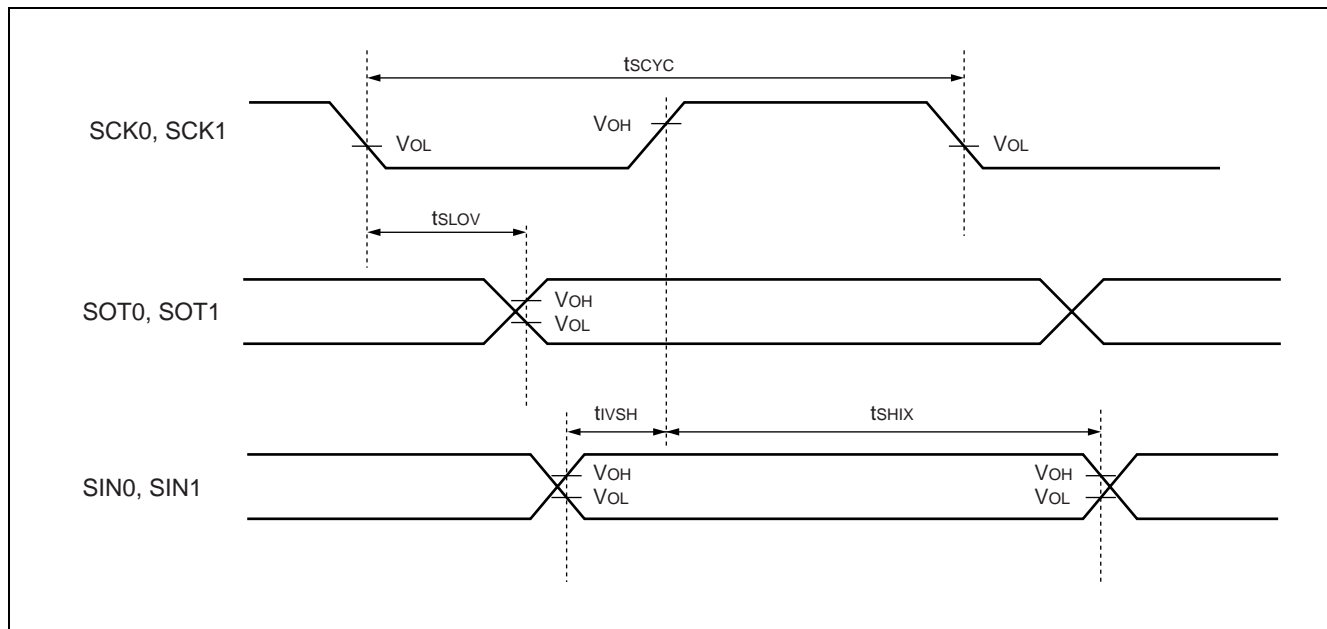 tSCYC
SCK0, SCK1
VOH
VOL
VOL
tSLOV
SOT0, SOT1
VOH
VOL
tIVSH
tSHIX
SIN0, SIN1
VOH
VOH
VOL
VOL